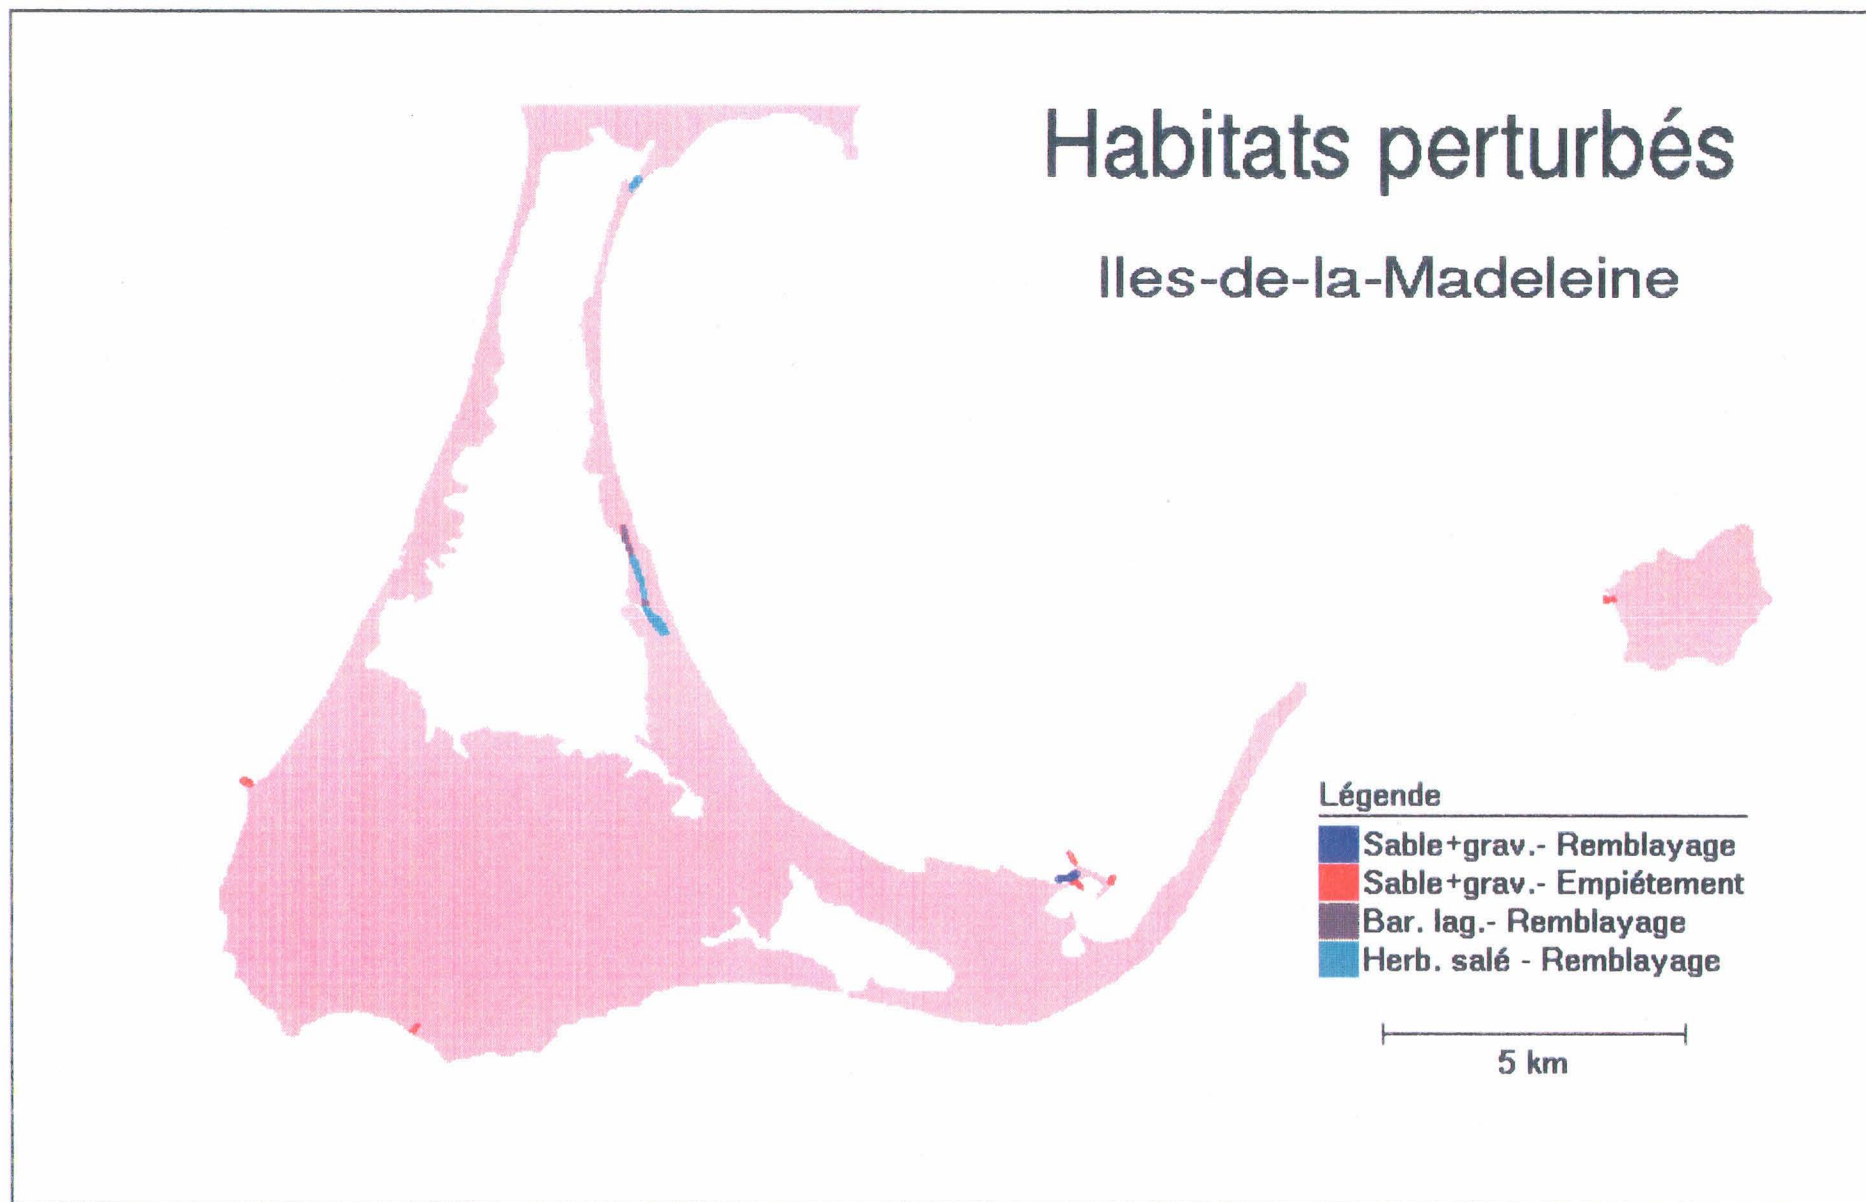 Habitats perturbés
Iles-de-la-Madeleine
Légende
Sable+grav.- Remblayage
Sable+grav.- Empiétement
Bar. lag.- Remblayage
Herb. salé - Remblayage
5 km